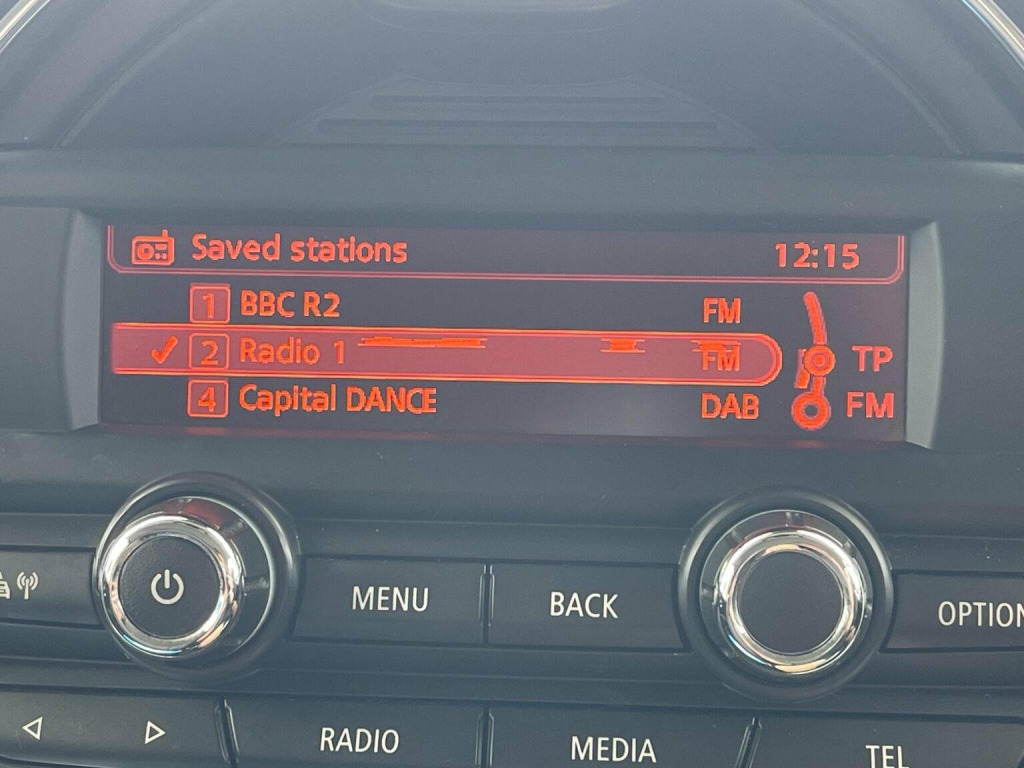 Saved stations 12:15
1 BBC R2 FM
2 Radio 1 FM TP
4 Capital DANCE DAB FM
MENU BACK OPTION
RADIO MEDIA TEL